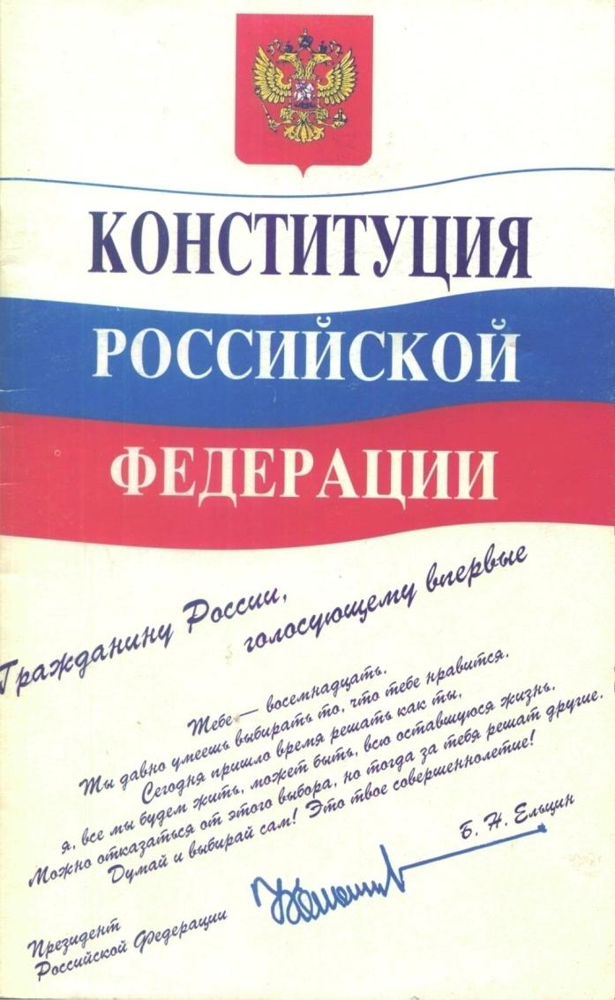 КОНСТИТУЦИЯ
РОССИЙСКОЙ
ФЕДЕРАЦИИ
Гражданину России,
голосующему впервые
Тебе — восемнадцать.
Ты давно умеешь выбирать то, что тебе нравится.
Сегодня пришло время решать как ты,
я, все мы будем жить, может быть, всю оставшуюся жизнь.
Можно отказаться от этого выбора, но тогда за тебя решат другие.
Думай и выбирай сам! Это твое совершеннолетие!
Президент
Российской Федерации
Б. Н. Ельцин